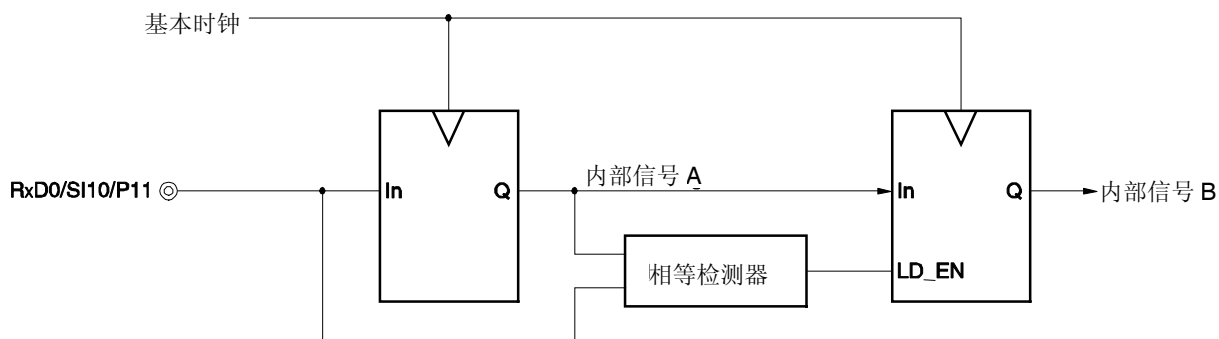 基本时钟
RxD0/SI10/P11
In
Q
内部信号 A
In
Q
内部信号 B
相等检测器
LD_EN